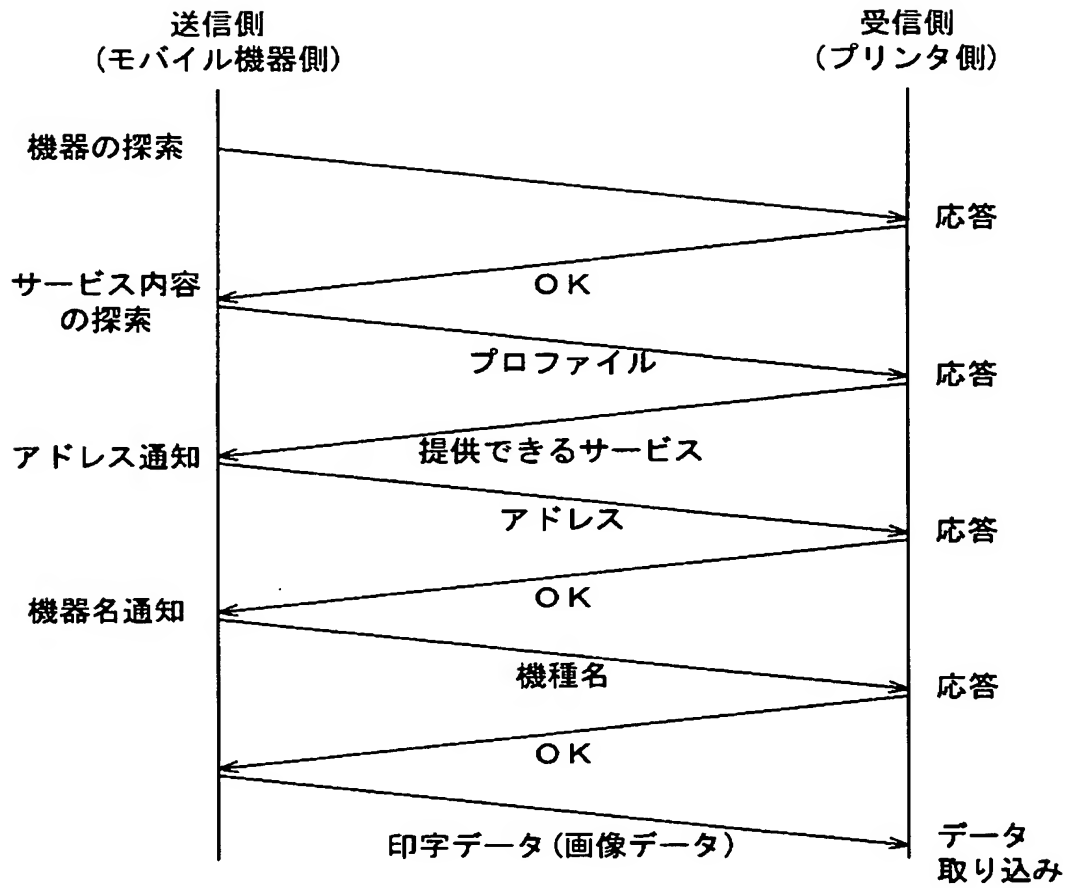 送信側
(モバイル機器側)
受信側
(プリンタ側)
機器の探索
応答
OK
サービス内容
の探索
プロファイル
応答
提供できるサービス
アドレス通知
アドレス
応答
OK
機器名通知
機種名
応答
OK
印字データ(画像データ)
データ
取り込み